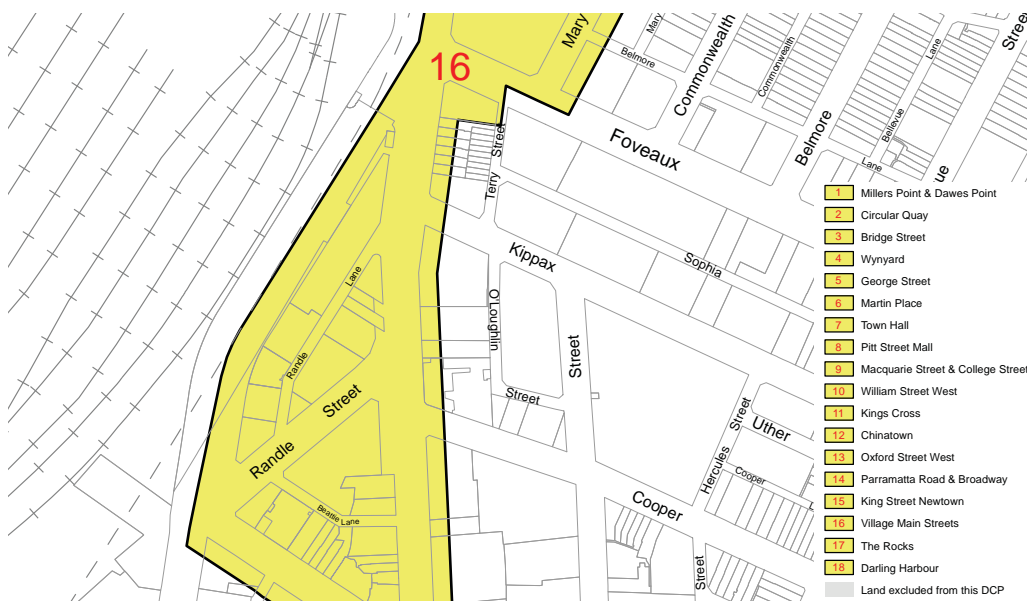 16
Mary
Mary
Belmore
Commonwealth
Commonwealth
Belmore
Bellevue
Lane
Lane
Street
Foveaux
Street
Terry
Kippax
Sophia
O'Loughlin
Street
Street
Lane
Randle
Street
Randle
Beattie Lane
Street
Hercules
Uther
Cooper
Cooper
Street
1 Millers Point & Dawes Point
2 Circular Quay
3 Bridge Street
4 Wynyard
5 George Street
6 Martin Place
7 Town Hall
8 Pitt Street Mall
9 Macquarie Street & College Street
10 William Street West
11 Kings Cross
12 Chinatown
13 Oxford Street West
14 Parramatta Road & Broadway
15 King Street Newtown
16 Village Main Streets
17 The Rocks
18 Darling Harbour
Land excluded from this DCP